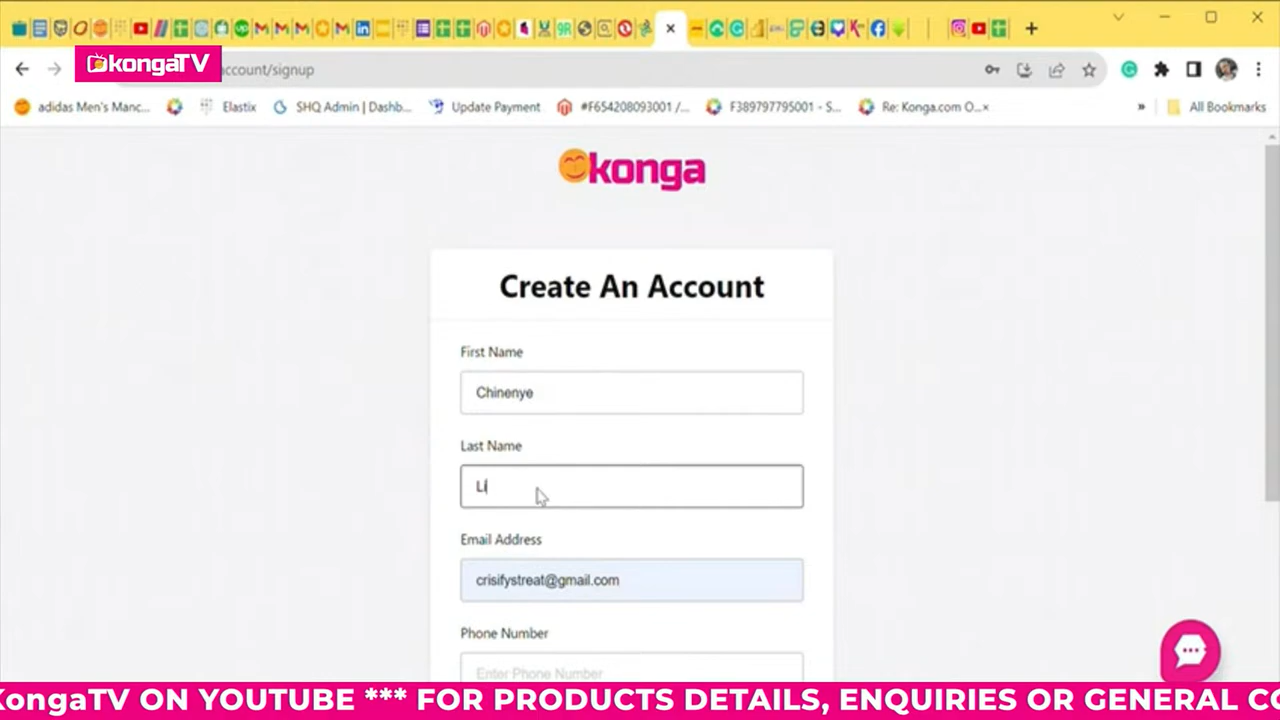 kongaTV
account/signup
adidas Men's Manc... Elastix SHQ Admin | Dashb... Update Payment #F654208093001 /... F389797795001 - S... Re: Konga.com O... » All Bookmarks
konga
Create An Account
First Name
Chinenye
Last Name
Li
Email Address
crisifystreat@gmail.com
Phone Number
Enter Phone Number
KongaTV ON YOUTUBE *** FOR PRODUCTS DETAILS, ENQUIRIES OR GENERAL CO